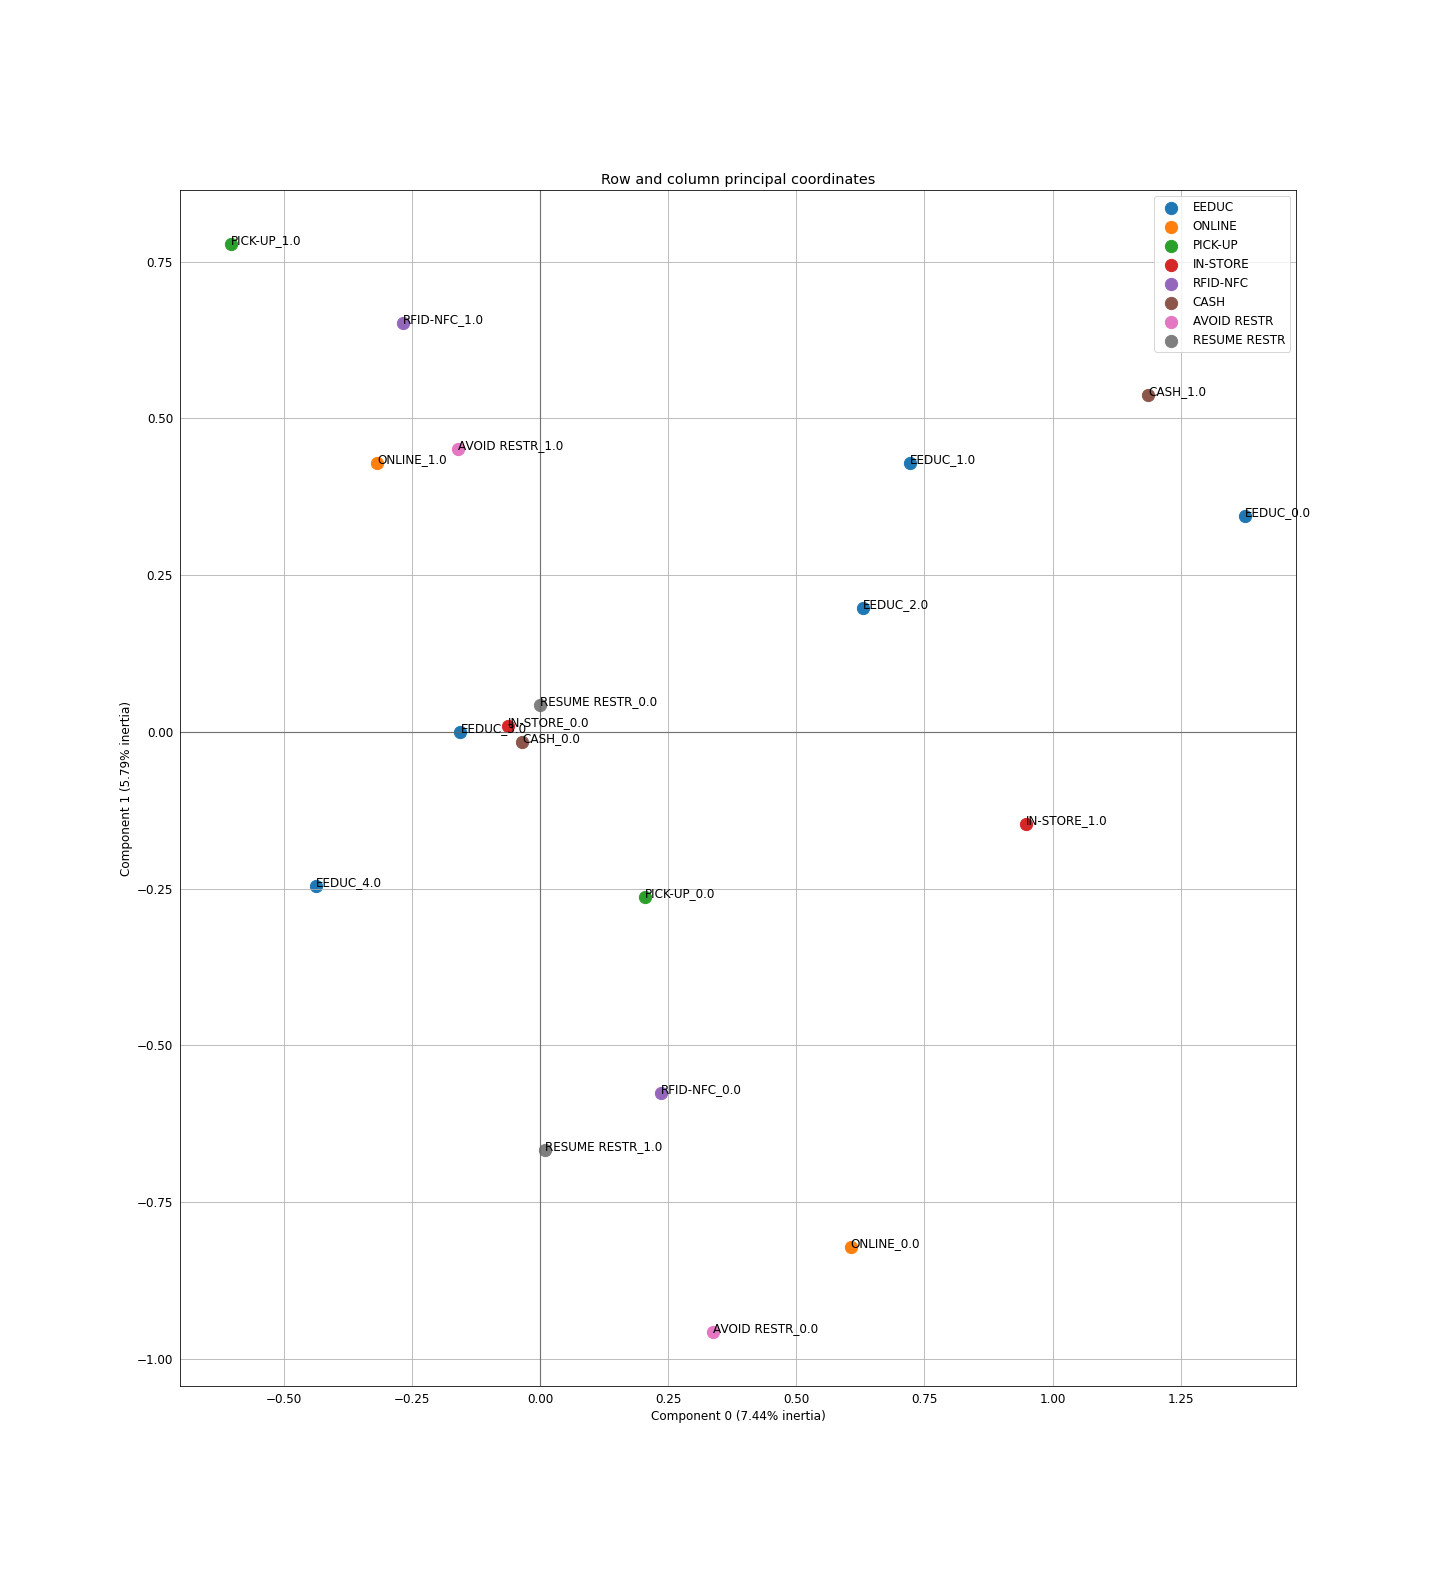 Row and column principal coordinates
EEDUC
ONLINE
PICK-UP
IN-STORE
RFID-NFC
CASH
AVOID RESTR
RESUME RESTR
PICK-UP_1.0
RFID-NFC_1.0
CASH_1.0
AVOID RESTR_1.0
ONLINE_1.0
EEDUC_1.0
EEDUC_0.0
EEDUC_2.0
RESUME RESTR_0.0
IN-STORE_0.0
EEDUC_3.0
CASH_0.0
IN-STORE_1.0
EEDUC_4.0
PICK-UP_0.0
RFID-NFC_0.0
RESUME RESTR_1.0
ONLINE_0.0
AVOID RESTR_0.0
0.75
0.50
0.25
0.00
−0.25
−0.50
−0.75
−1.00
Component 1 (5.79% inertia)
−0.50 −0.25 0.00 0.25 0.50 0.75 1.00 1.25
Component 0 (7.44% inertia)